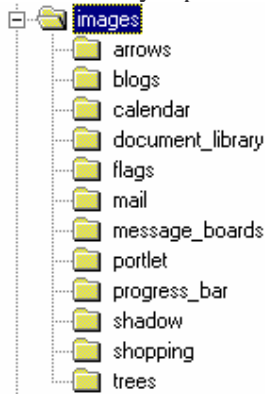 images
arrows
blogs
calendar
document_library
flags
mail
message_boards
portlet
progress_bar
shadow
shopping
trees